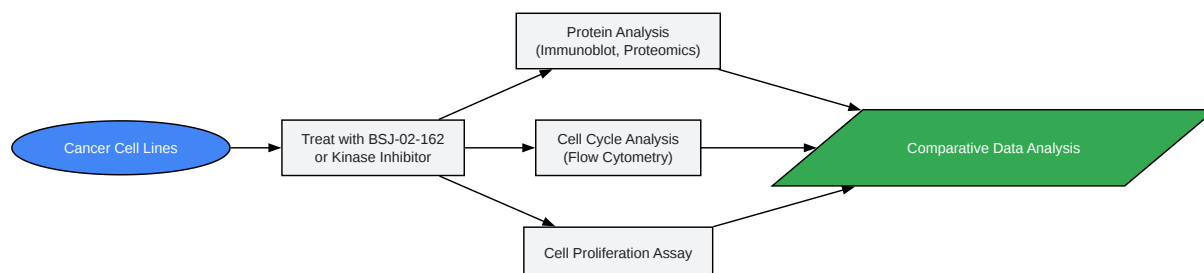 Cancer Cell Lines
Treat with BSJ-02-162
or Kinase Inhibitor
Protein Analysis
(Immunoblot, Proteomics)
Cell Cycle Analysis
(Flow Cytometry)
Cell Proliferation Assay
Comparative Data Analysis